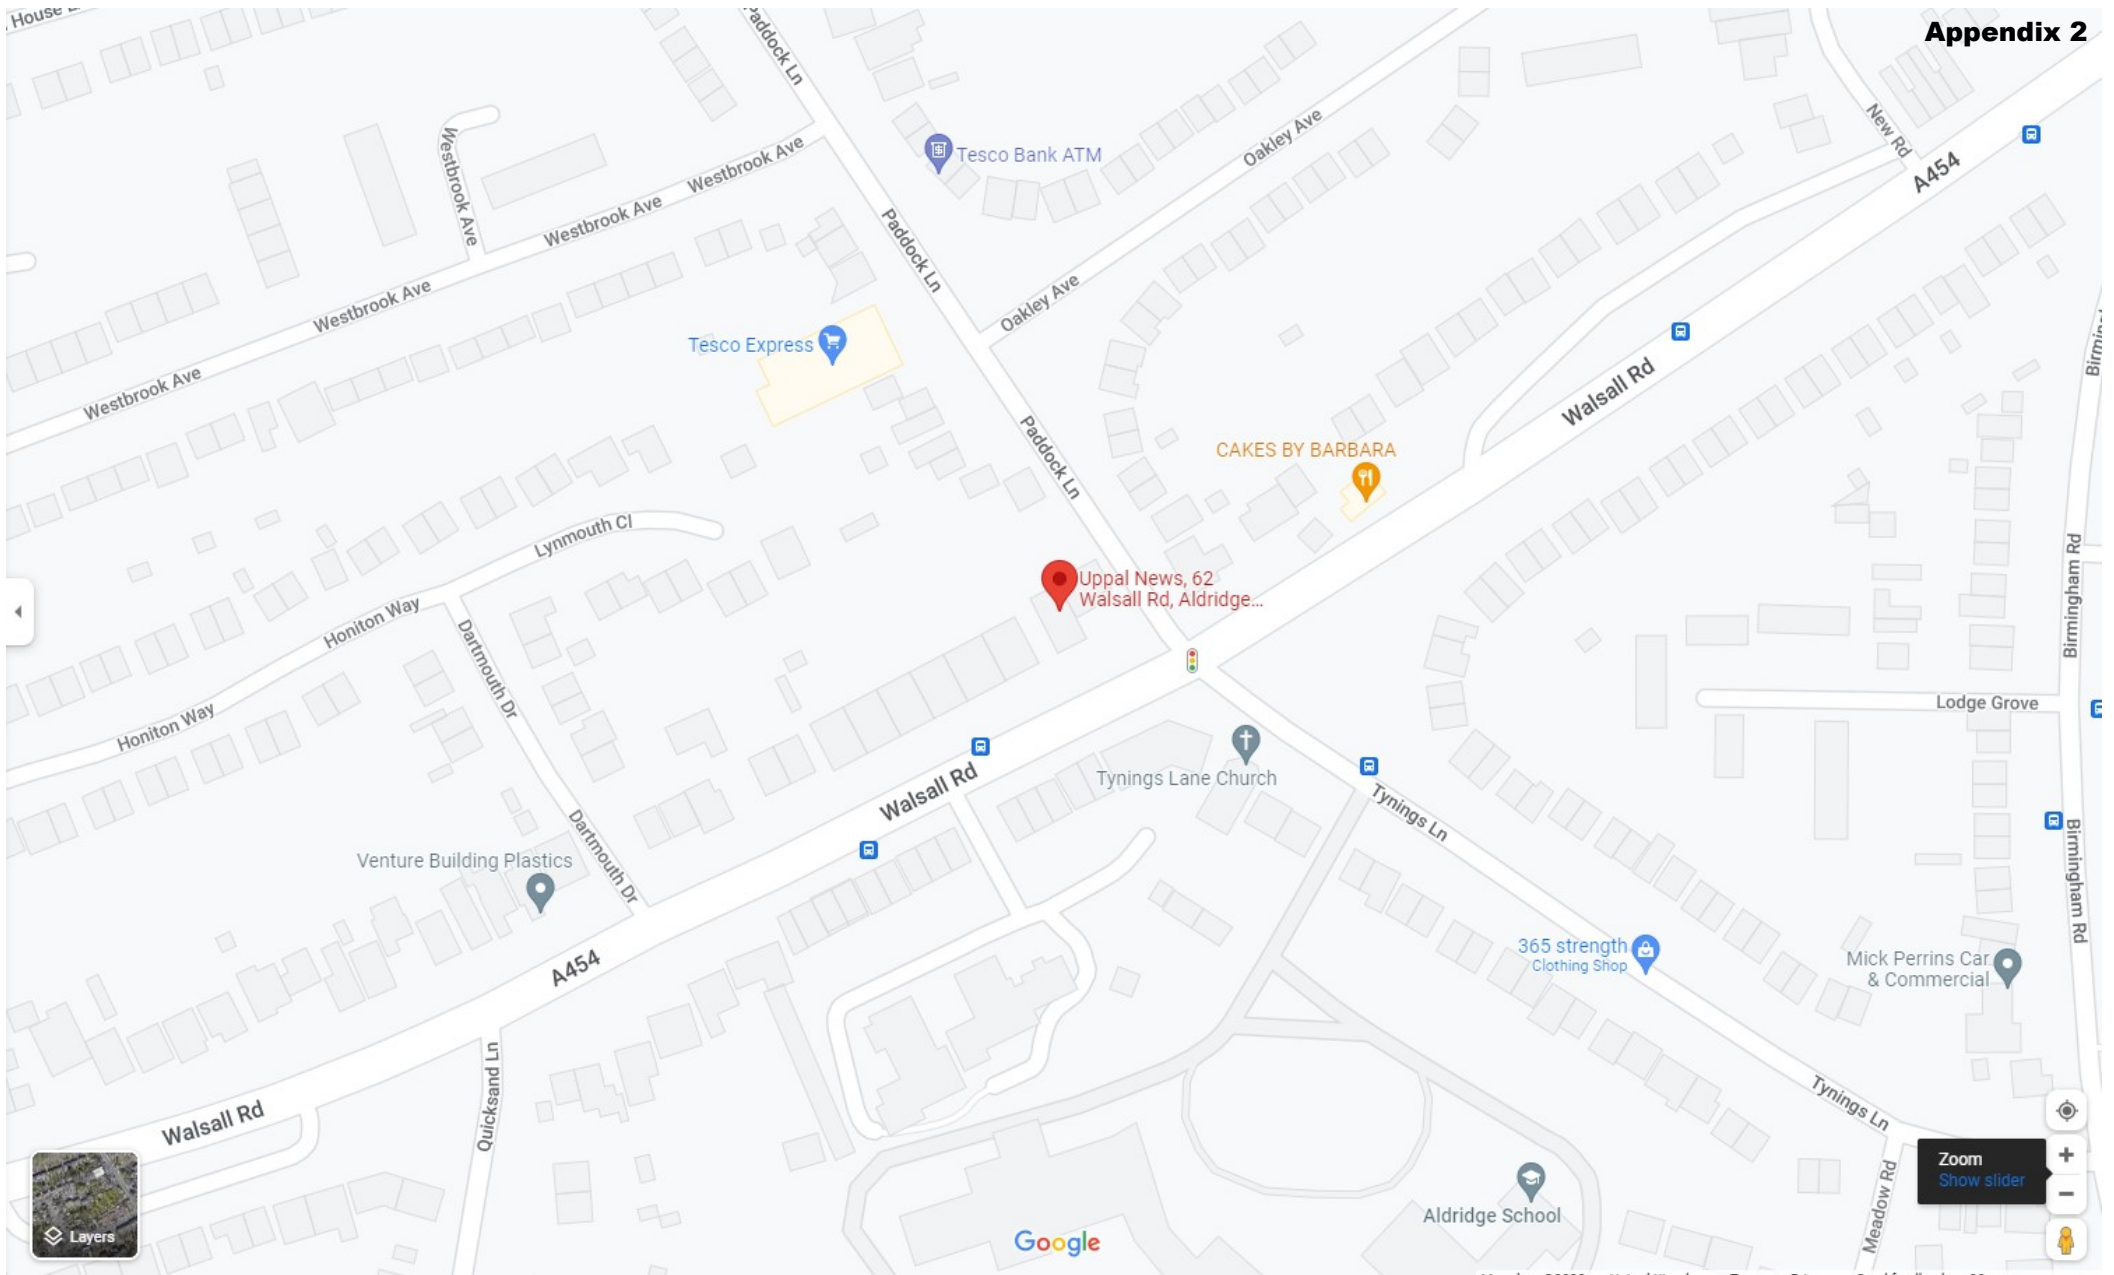 House
Appendix 2
Paddock Ln
Tesco Bank ATM
Oakley Ave
New Rd
A454
Westbrook Ave
Westbrook Ave
Westbrook Ave
Paddock Ln
Oakley Ave
Westbrook Ave
Tesco Express
Westbrook Ave
Walsall Rd
Paddock Ln
CAKES BY BARBARA
Lynmouth Cl
Uppal News, 62
Walsall Rd, Aldridge...
Honiton Way
Birmingham Rd
Dartmouth Dr
Honiton Way
Lodge Grove
Tynings Lane Church
Walsall Rd
Tynings Ln
Dartmouth Dr
Venture Building Plastics
Birmingham Rd
365 strength
Clothing Shop
Mick Perrins Car
& Commercial
A454
Quicksand Ln
Walsall Rd
Tynings Ln
Zoom
Show slider
Meadow Rd
Aldridge School
Layers
Google